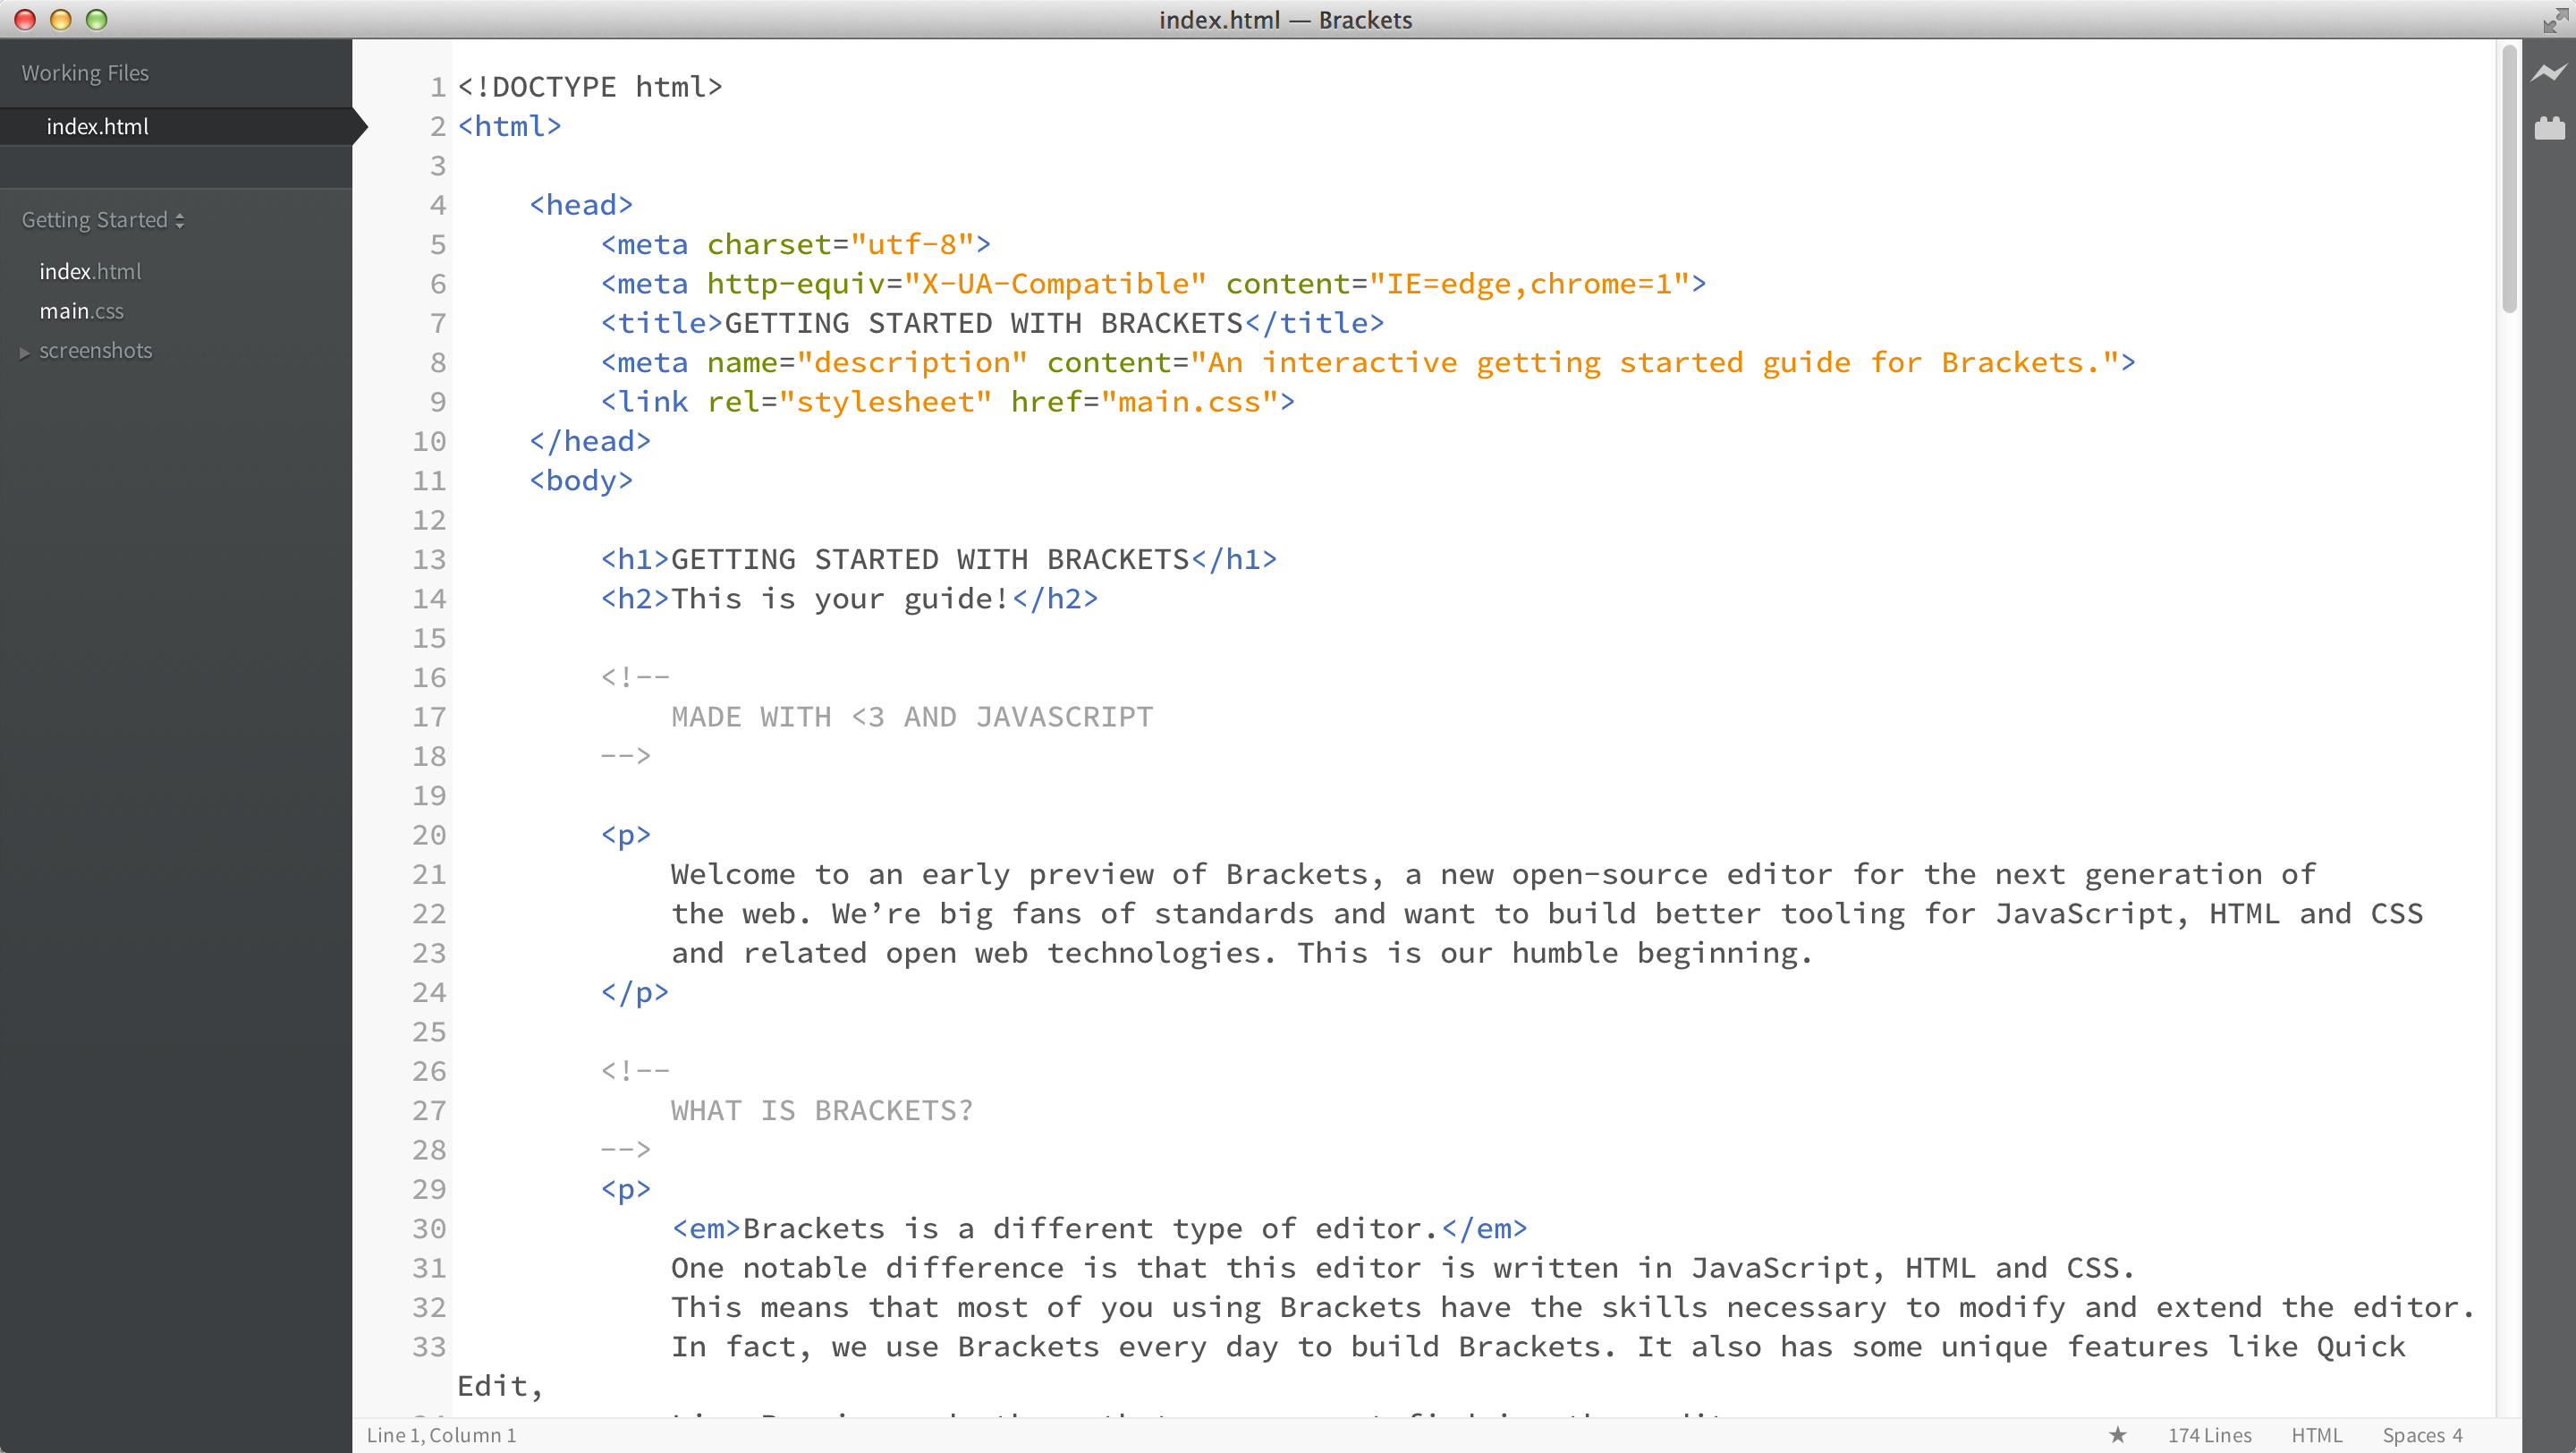 index.html — Brackets
Working Files
index.html
Getting Started
index.html
main.css
screenshots
1 <!DOCTYPE html>
2 <html>
3
4 <head>
5 <meta charset="utf-8">
6 <meta http-equiv="X-UA-Compatible" content="IE=edge,chrome=1">
7 <title>GETTING STARTED WITH BRACKETS</title>
8 <meta name="description" content="An interactive getting started guide for Brackets.">
9 <link rel="stylesheet" href="main.css">
10 </head>
11 <body>
12
13 <h1>GETTING STARTED WITH BRACKETS</h1>
14 <h2>This is your guide!</h2>
15
16 <!--
17 MADE WITH <3 AND JAVASCRIPT
18 -->
19
20 <p>
21 Welcome to an early preview of Brackets, a new open-source editor for the next generation of
22 the web. We’re big fans of standards and want to build better tooling for JavaScript, HTML and CSS
23 and related open web technologies. This is our humble beginning.
24 </p>
25
26 <!--
27 WHAT IS BRACKETS?
28 -->
29 <p>
30 <em>Brackets is a different type of editor.</em>
31 One notable difference is that this editor is written in JavaScript, HTML and CSS.
32 This means that most of you using Brackets have the skills necessary to modify and extend the editor.
33 In fact, we use Brackets every day to build Brackets. It also has some unique features like Quick
Edit,
Line 1, Column 1
174 Lines
HTML
Spaces 4